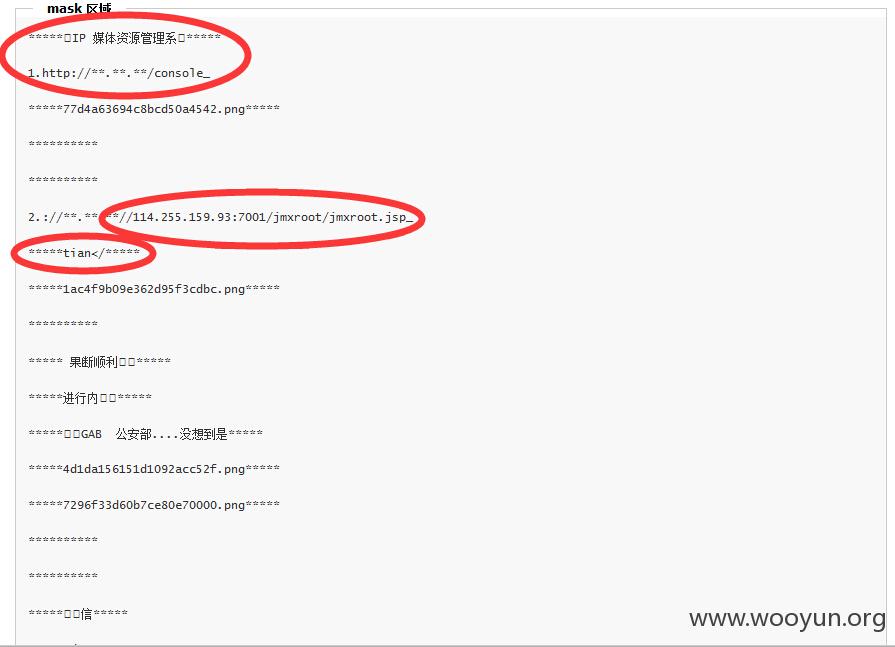 mask 区域
*****▯IP 媒体资源管理系▯*****
1.http://**.**.**/console_
*****77d4a63694c8bcd50a4542.png*****
**********
**********
2.://**.**.**//114.255.159.93:7001/jmxroot/jmxroot.jsp_
*****tian</*****
*****1ac4f9b09e362d95f3cdbc.png*****
**********
***** 果断顺利▯▯*****
*****进行内▯▯*****
*****▯▯GAB 公安部....没想到是*****
*****4d1da156151d1092acc52f.png*****
*****7296f33d60b7ce80e70000.png*****
**********
**********
*****▯▯信*****
www.wooyun.org